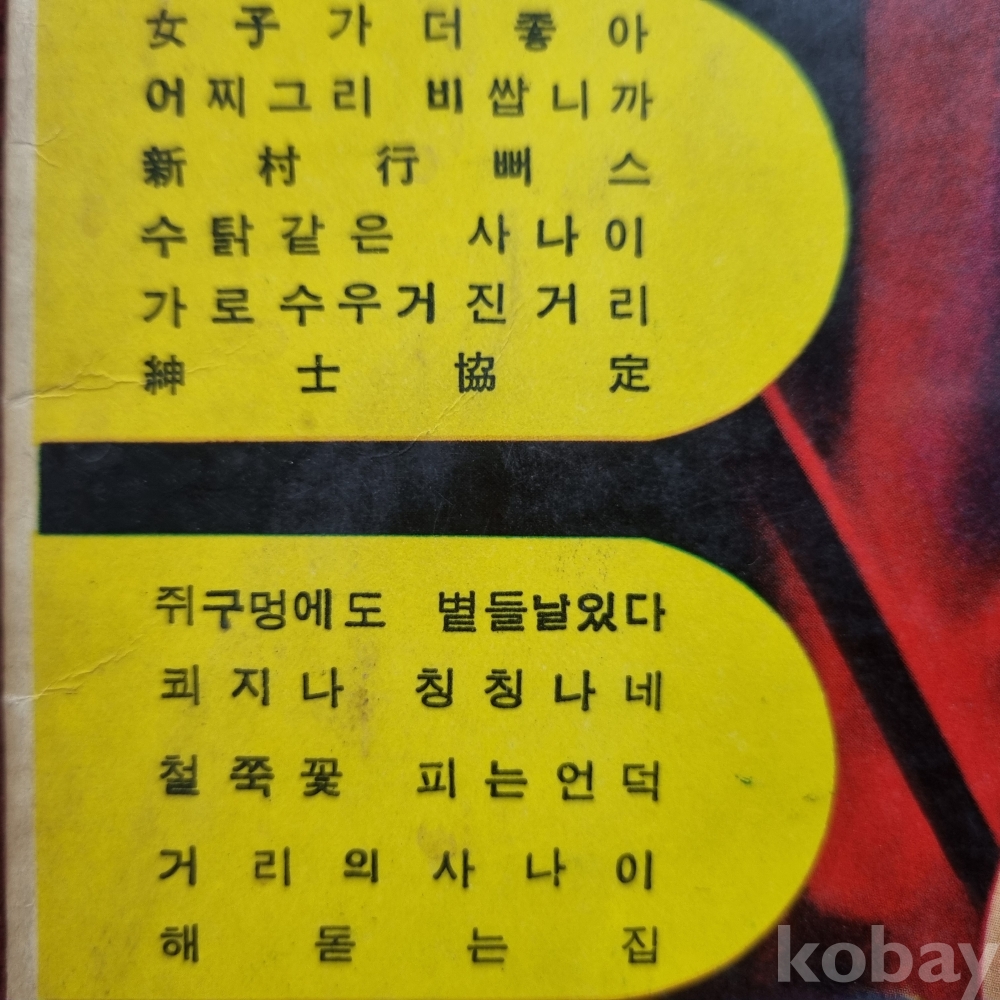 女子가 더 좋아
어찌그리 비쌉니까
新村行뻐스
수탉같은 사나이
가로수우거진거리
紳士協定
쥐구멍에도 볕들날있다
쾨지나 칭칭나네
철쭉꽃 피는언덕
거리의사나이
해돋는집
kobay